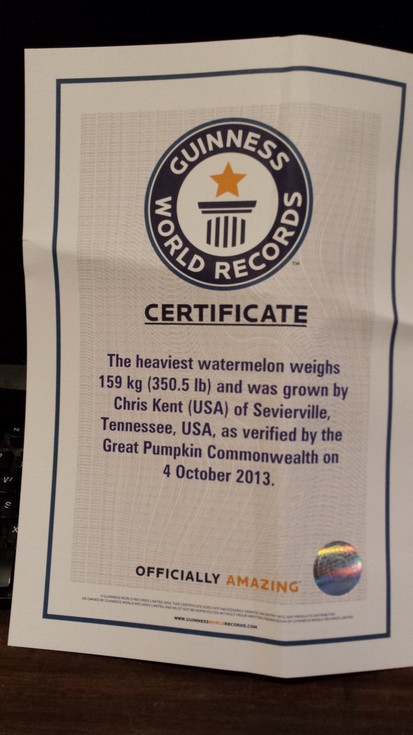 GUINNESS
WORLD RECORDS
™
CERTIFICATE
The heaviest watermelon weighs
159 kg (350.5 lb) and was grown by
Chris Kent (USA) of Sevierville,
Tennessee, USA, as verified by the
Great Pumpkin Commonwealth on
4 October 2013.
OFFICIALLY AMAZING
WWW.GUINNESSWORLDRECORDS.COM